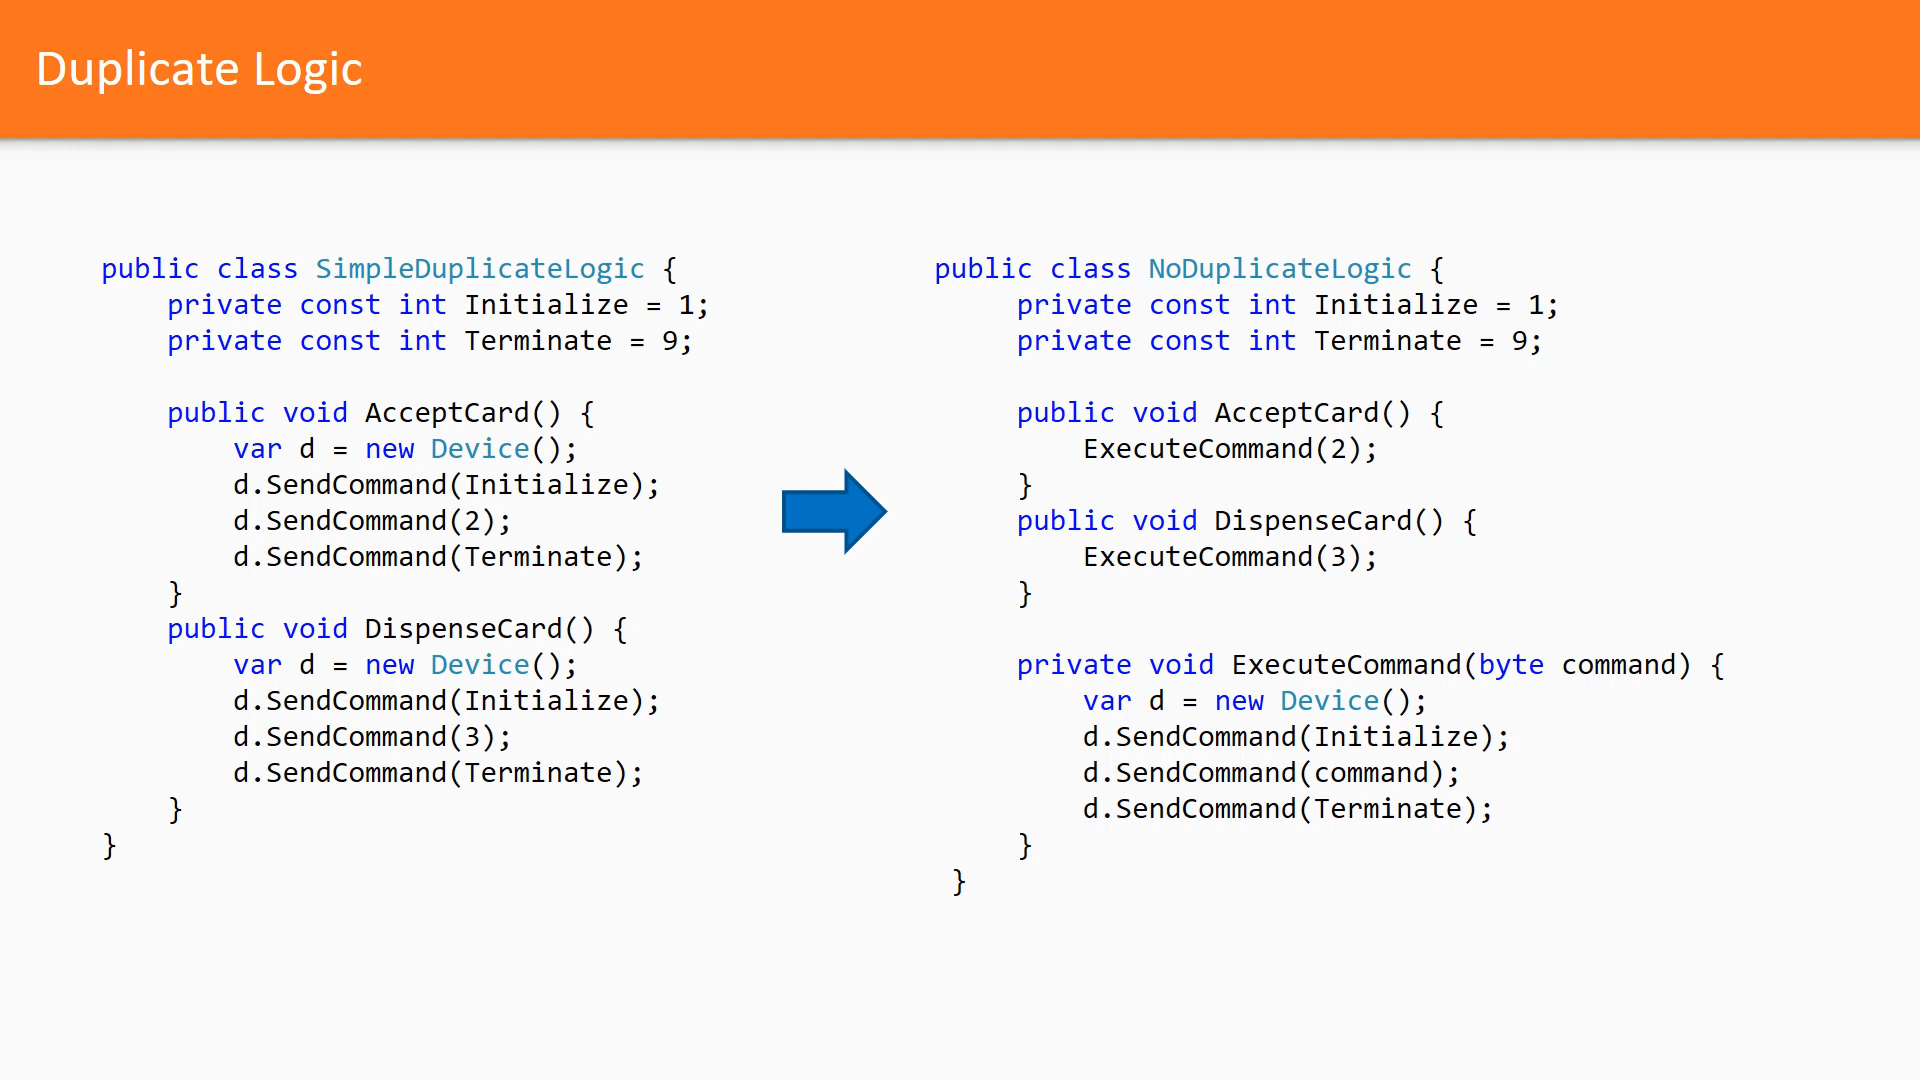 Duplicate Logic
public class SimpleDuplicateLogic {
    private const int Initialize = 1;
    private const int Terminate = 9;

    public void AcceptCard() {
        var d = new Device();
        d.SendCommand(Initialize);
        d.SendCommand(2);
        d.SendCommand(Terminate);
    }
    public void DispenseCard() {
        var d = new Device();
        d.SendCommand(Initialize);
        d.SendCommand(3);
        d.SendCommand(Terminate);
    }
}
public class NoDuplicateLogic {
     private const int Initialize = 1;
     private const int Terminate = 9;

     public void AcceptCard() {
         ExecuteCommand(2);
     }
     public void DispenseCard() {
         ExecuteCommand(3);
     }

     private void ExecuteCommand(byte command) {
         var d = new Device();
         d.SendCommand(Initialize);
         d.SendCommand(command);
         d.SendCommand(Terminate);
     }
 }